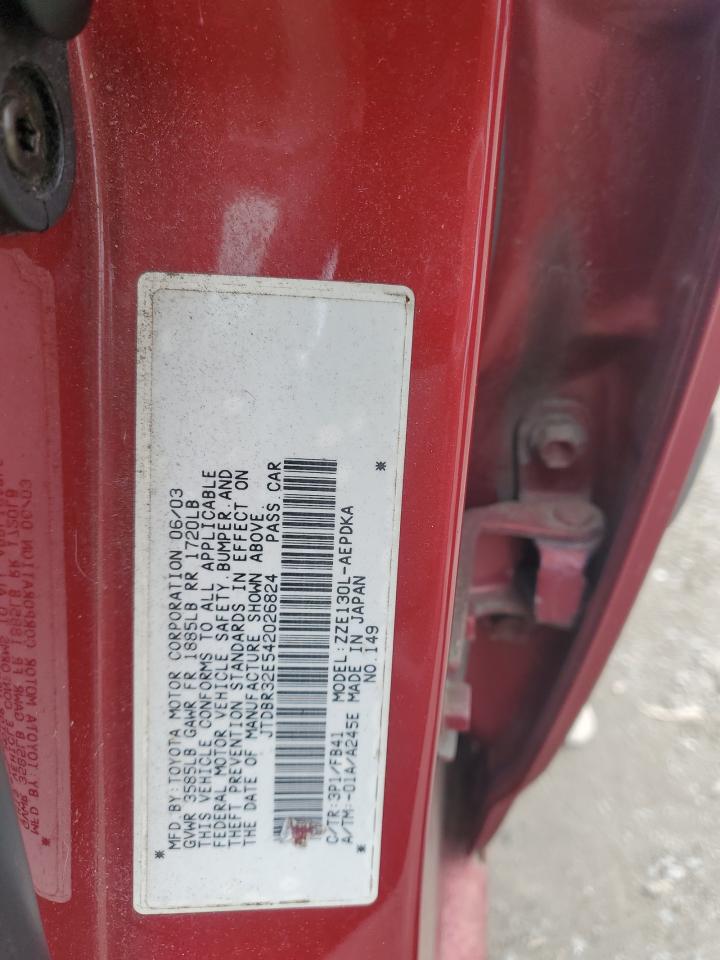 MFD. BY: TOYOTA MOTOR CORPORATION 06/03
GVWR 3585LB GAWR FR 1885LB RR 1720LB
THIS VEHICLE CONFORMS TO ALL APPLICABLE
FEDERAL MOTOR VEHICLE SAFETY, BUMPER, AND
THEFT PREVENTION STANDARDS IN EFFECT ON
THE DATE OF MANUFACTURE SHOWN ABOVE.
JTDBR32E542026824 PASS. CAR
C/TR: 3P1/FB41 MODEL: ZZE130L-AEPDKA
A/TM: -01A/A245E MADE IN JAPAN
NO. 149